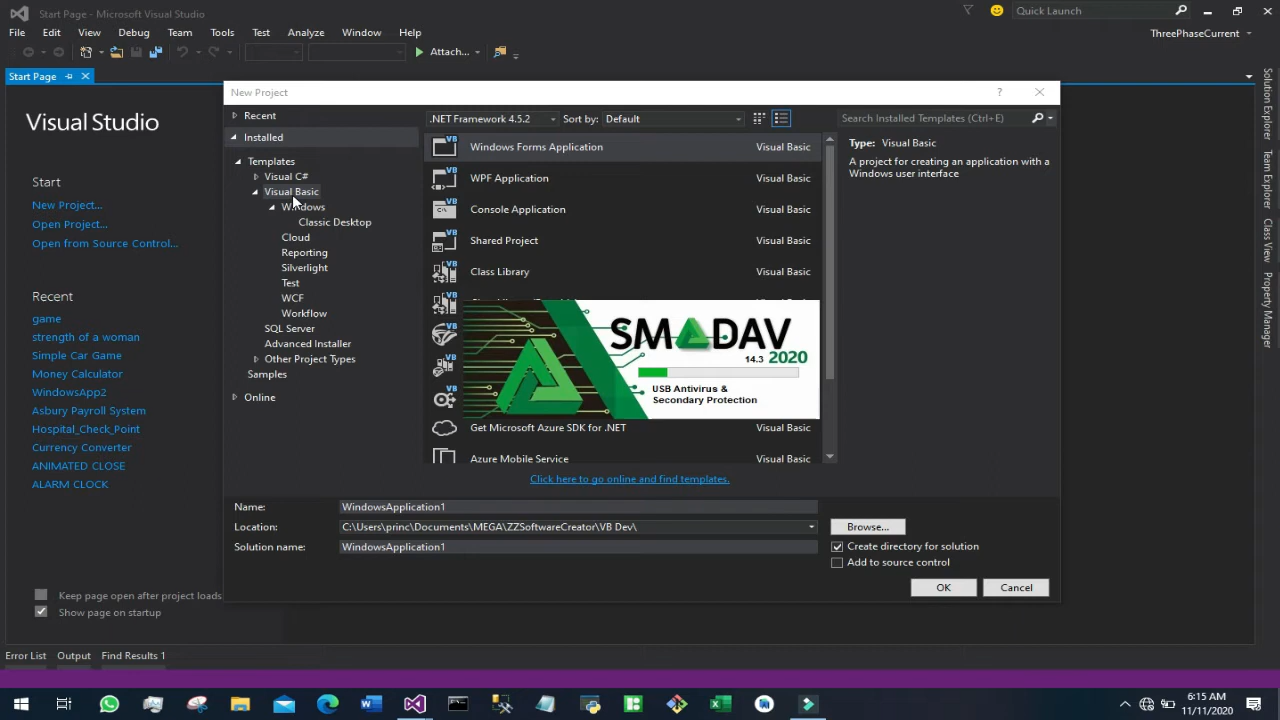 Start Page - Microsoft Visual Studio
Quick Launch
File Edit View Debug Team Tools Test Analyze Window Help
ThreePhaseCurrent
Attach...
Start Page
New Project
Visual Studio
Start
New Project...
Open Project...
Open from Source Control...
Recent
game
strength of a woman
Simple Car Game
Money Calculator
WindowsApp2
Asbury Payroll System
Hospital_Check_Point
Currency Converter
ANIMATED CLOSE
ALARM CLOCK
Keep page open after project loads
Show page on startup
Recent
Installed
Templates
Visual C#
Visual Basic
Windows
Classic Desktop
Cloud
Reporting
Silverlight
Test
WCF
Workflow
SQL Server
Advanced Installer
Other Project Types
Samples
Online
.NET Framework 4.5.2 Sort by: Default
Search Installed Templates (Ctrl+E)
Windows Forms Application Visual Basic
WPF Application Visual Basic
Console Application Visual Basic
Shared Project Visual Basic
Class Library Visual Basic
SMADAV
14.3 2020
USB Antivirus &
Secondary Protection
Get Microsoft Azure SDK for .NET Visual Basic
Azure Mobile Service Visual Basic
Click here to go online and find templates.
Type: Visual Basic
A project for creating an application with a
Windows user interface
Name: WindowsApplication1
Location: C:\Users\princ\Documents\MEGA\ZZSoftwareCreator\VB Dev\
Browse...
Solution name: WindowsApplication1
Create directory for solution
Add to source control
OK Cancel
Solution Explorer
Team Explorer
Class View
Property Manager
Error List Output Find Results 1
6:15 AM
11/11/2020